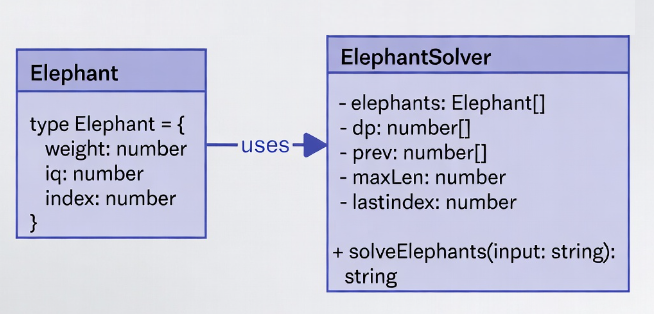 Elephant
type Elephant = {
weight: number
iq: number
index: number
}
uses
ElephantSolver
- elephants: Elephant[]
- dp: number[]
- prev: number[]
- maxLen: number
- lastindex: number
+ solveElephants(input: string):
string